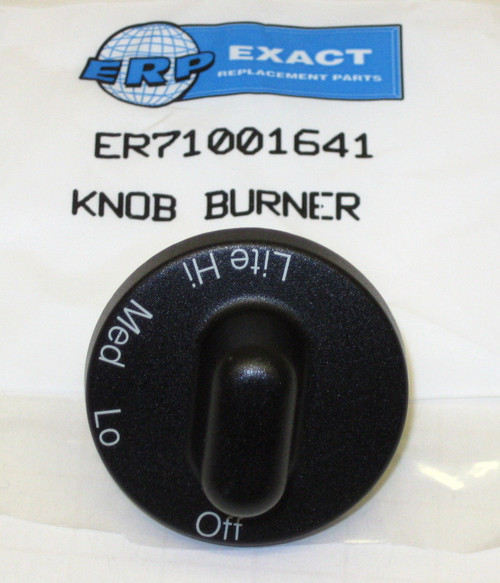 ERP EXACT
REPLACEMENT PARTS
ER71001641
KNOB BURNER
Lite Hi
Med
Lo
Off